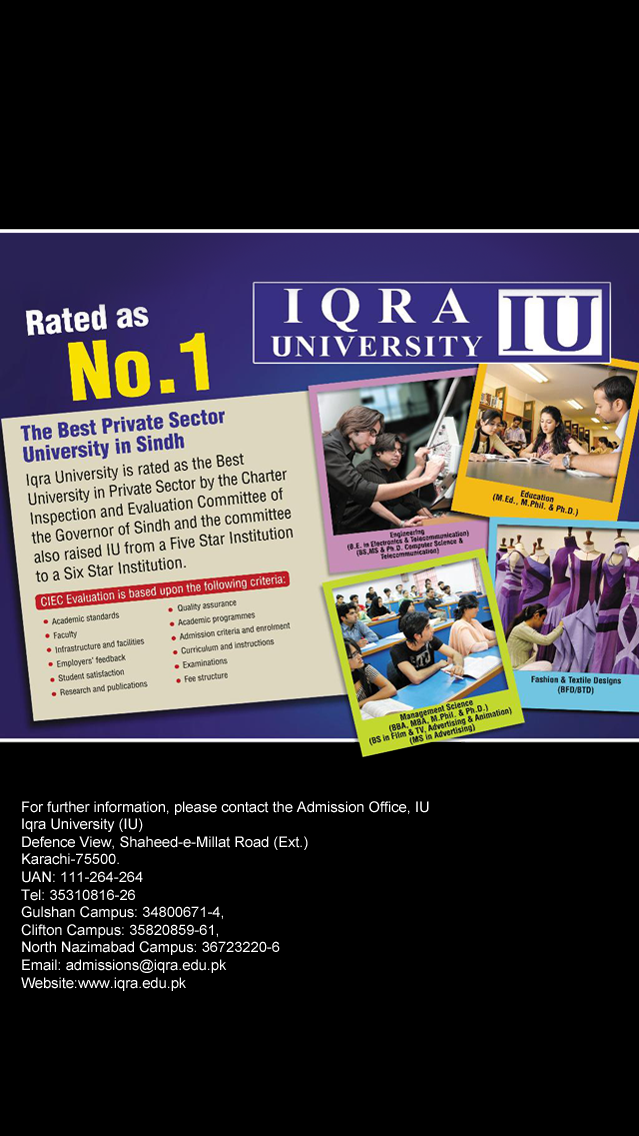 Rated as
No.1
IQRA
UNIVERSITY
IU
The Best Private Sector
University in Sindh
Iqra University is rated as the Best
University in Private Sector by the Charter
Inspection and Evaluation Committee of
the Governor of Sindh and the committee
also raised IU from a Five Star Institution
to a Six Star Institution.
CIEC Evaluation is based upon the following criteria:
• Academic standards
• Faculty
• Infrastructure and facilities
• Employers' feedback
• Student satisfaction
• Research and publications
• Quality assurance
• Academic programmes
• Admission criteria and enrolment
• Curriculum and instructions
• Examinations
• Fee structure
Engineering
(B.E. in Electronics & Telecommunication)
(BS,MS & Ph.D. Computer Science &
Telecommunication)
Education
(M.Ed., M.Phil. & Ph.D.)
Management Science
(BBA, MBA, M.Phil. & Ph.D.)
(BS in Film & TV, Advertising & Animation)
(MS in Advertising)
Fashion & Textile Designs
(BFD/BTD)
For further information, please contact the Admission Office, IU
Iqra University (IU)
Defence View, Shaheed-e-Millat Road (Ext.)
Karachi-75500.
UAN: 111-264-264
Tel: 35310816-26
Gulshan Campus: 34800671-4,
Clifton Campus: 35820859-61,
North Nazimabad Campus: 36723220-6
Email: admissions@iqra.edu.pk
Website:www.iqra.edu.pk